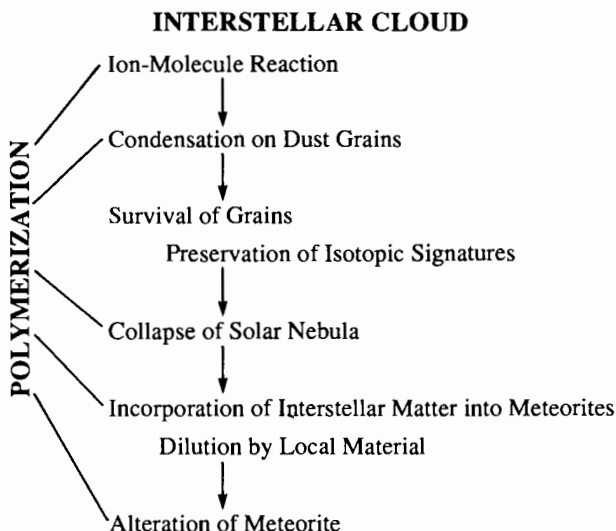 INTERSTELLAR CLOUD
Ion-Molecule Reaction
Condensation on Dust Grains
Survival of Grains
Preservation of Isotopic Signatures
Collapse of Solar Nebula
Incorporation of Interstellar Matter into Meteorites
Dilution by Local Material
Alteration of Meteorite
POLYMERIZATION